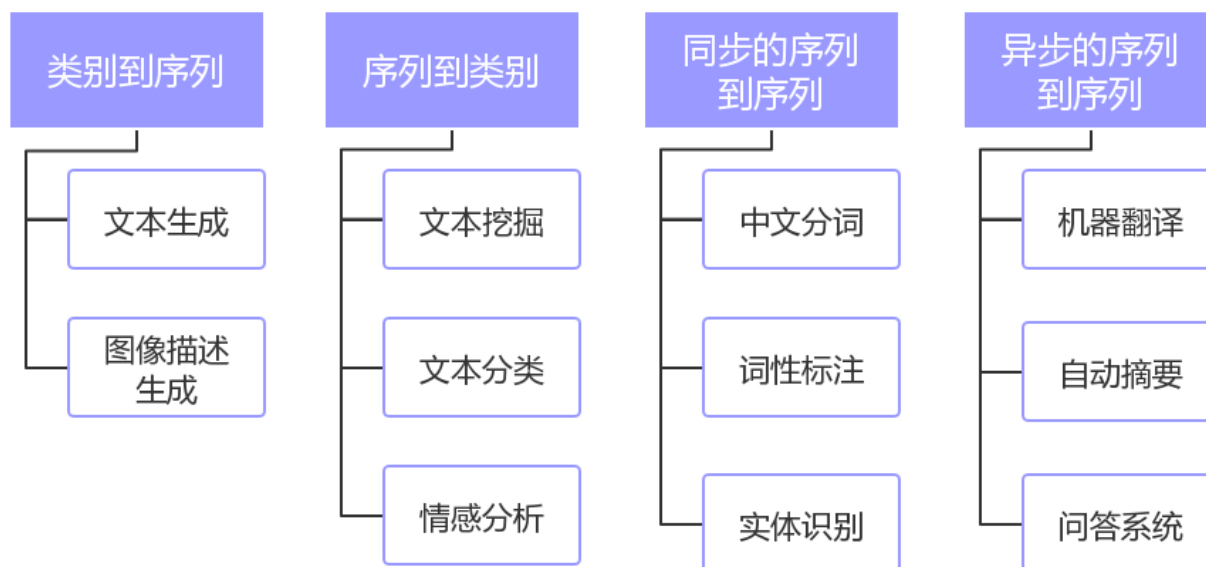 类别到序列
文本生成
图像描述
生成
序列到类别
文本挖掘
文本分类
情感分析
同步的序列
到序列
中文分词
词性标注
实体识别
异步的序列
到序列
机器翻译
自动摘要
问答系统